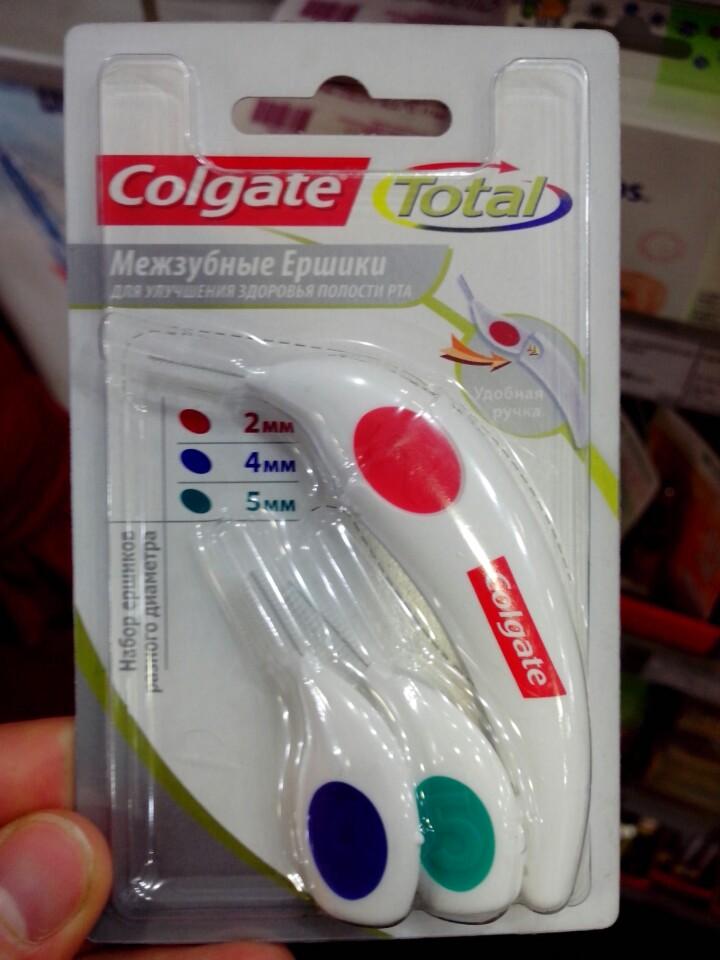 Colgate Total
Межзубные Ершики
ДЛЯ УЛУЧШЕНИЯ ЗДОРОВЬЯ ПОЛОСТИ РТА
Удобная
ручка
2мм
4мм
5мм
Набор ершиков
разного диаметра
Colgate